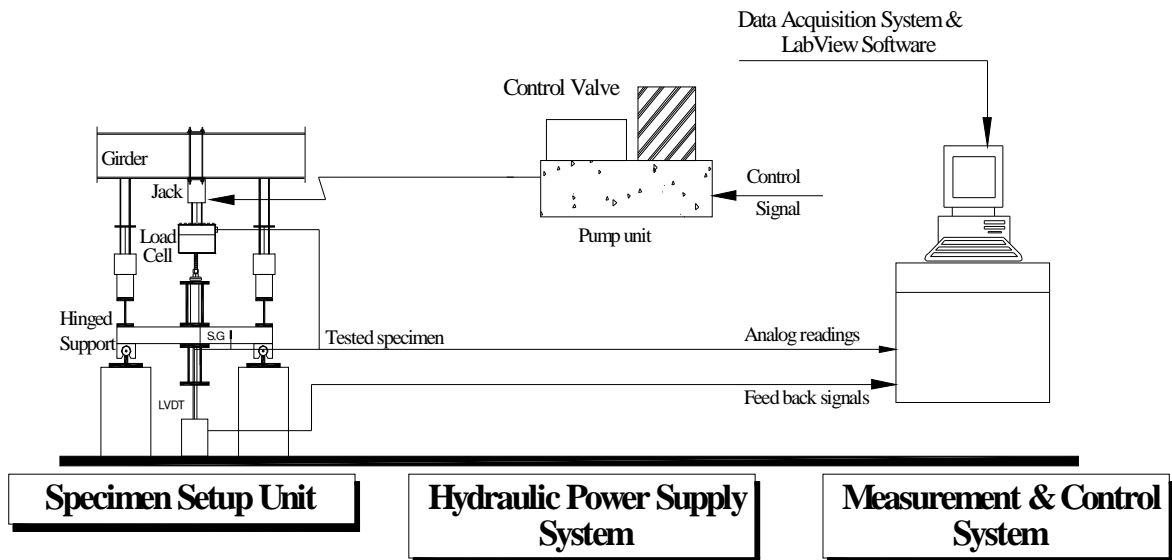 Data Acquisition System &
LabView Software
Control Valve
Girder
Jack
Control
Signal
Load
Cell
Pump unit
Hinged
Support
S.G
Tested specimen
Analog readings
LVDT
Feed back signals
Specimen Setup Unit
Hydraulic Power Supply
System
Measurement & Control
System